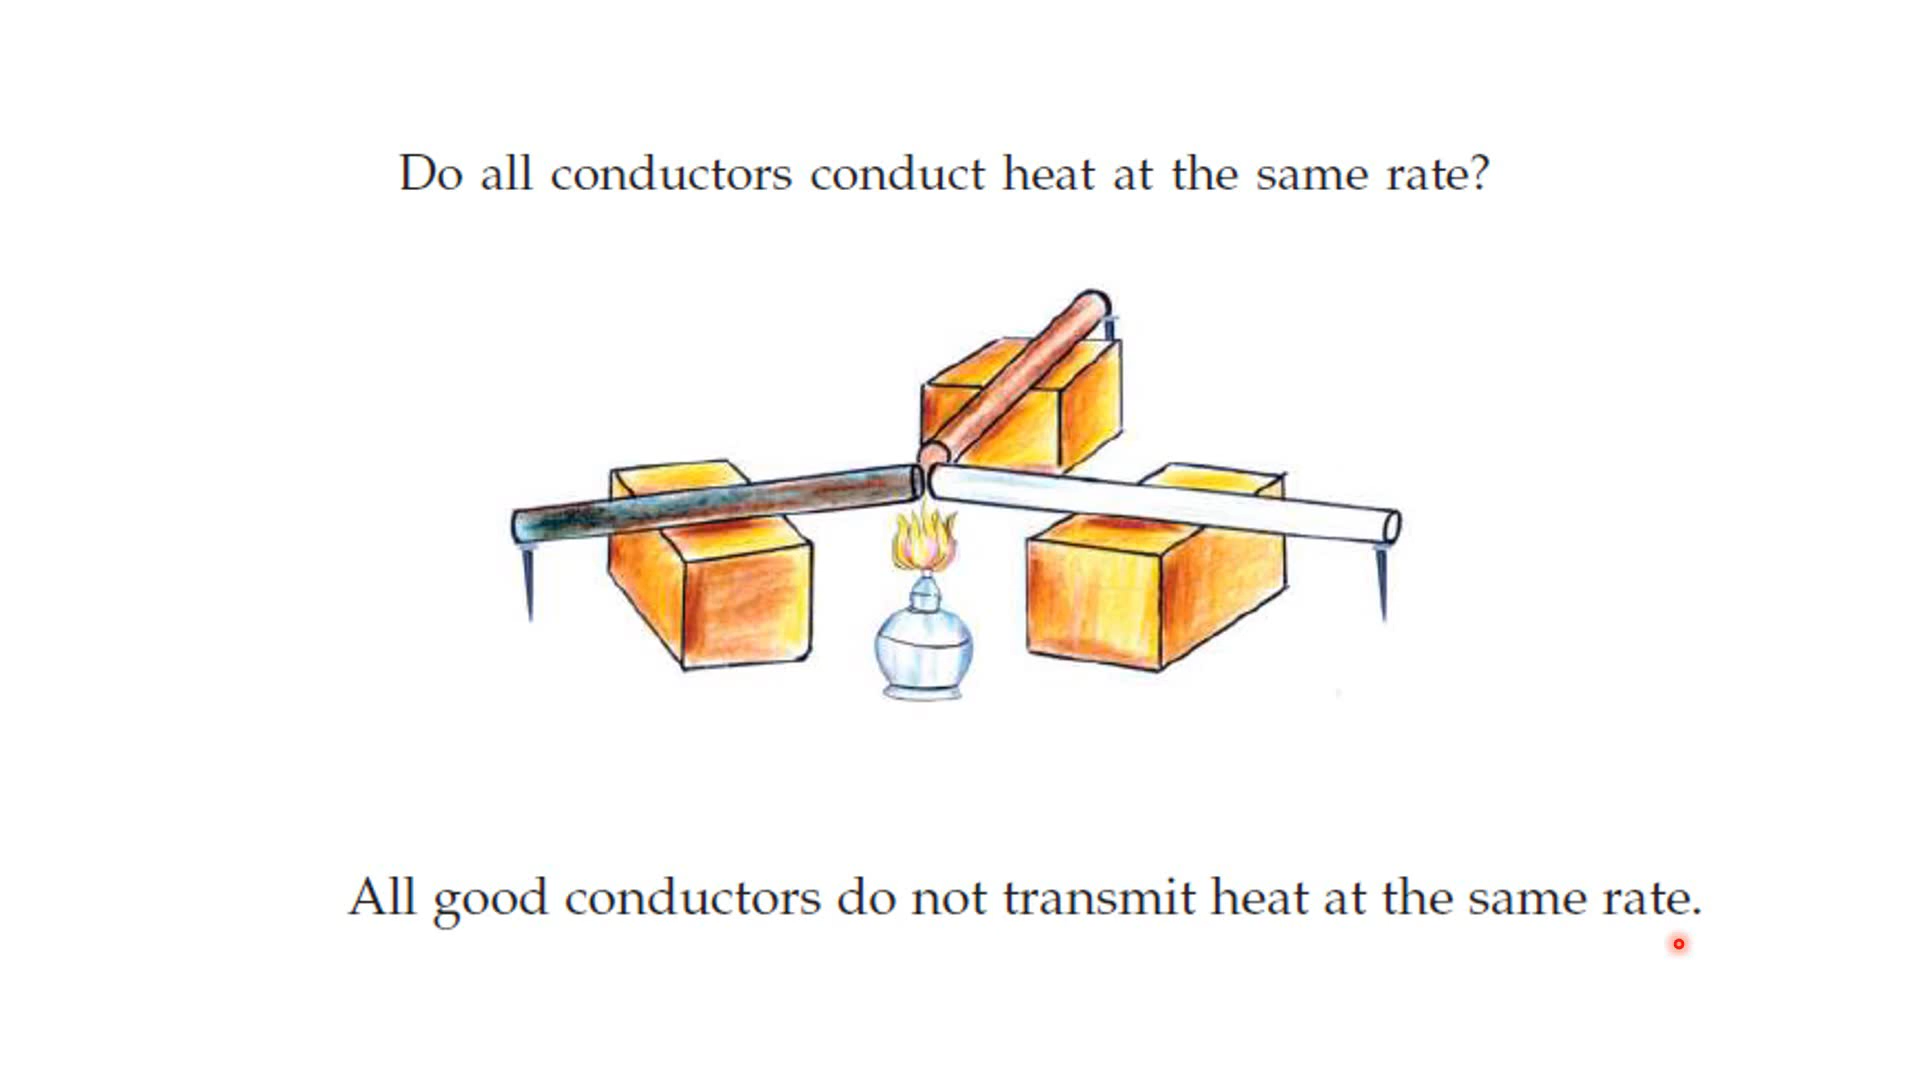 Do all conductors conduct heat at the same rate?
All good conductors do not transmit heat at the same rate.